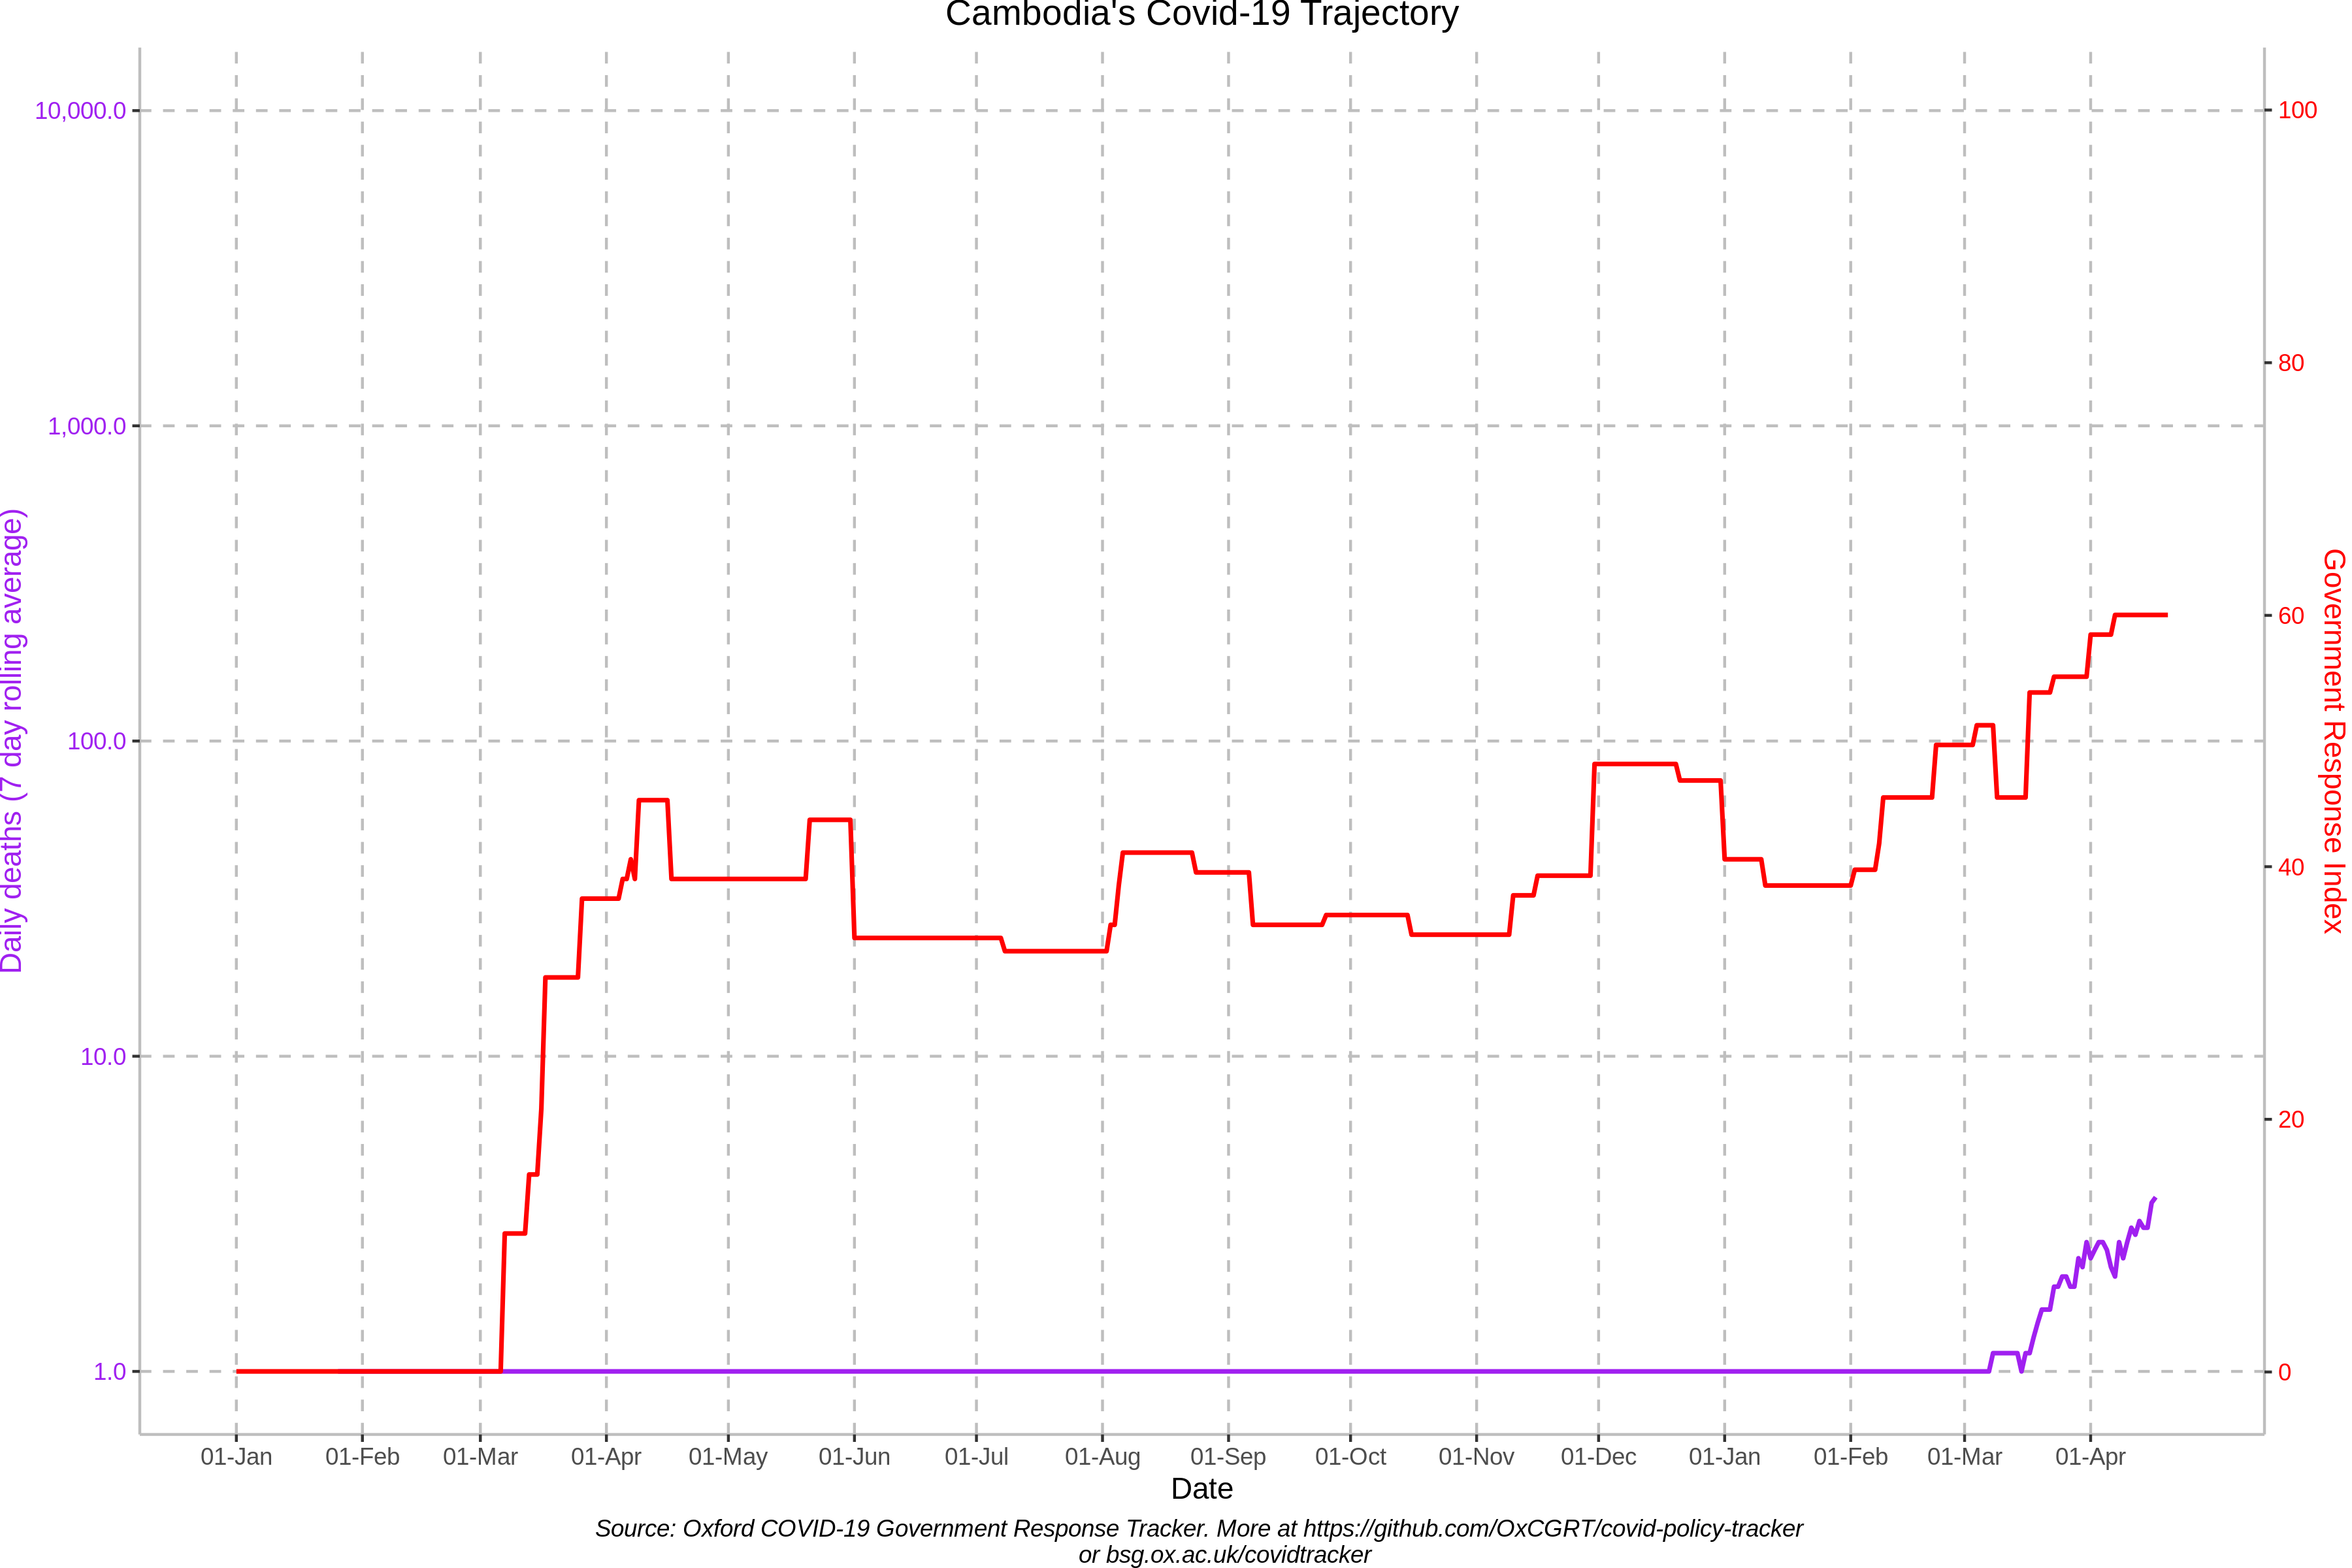 Cambodia's Covid-19 Trajectory
10,000.0
1,000.0
100.0
10.0
1.0
Daily deaths (7 day rolling average)
100
80
60
40
20
0
Government Response Index
01-Jan 01-Feb 01-Mar 01-Apr 01-May 01-Jun 01-Jul 01-Aug 01-Sep 01-Oct 01-Nov 01-Dec 01-Jan 01-Feb 01-Mar 01-Apr
Date
Source: Oxford COVID-19 Government Response Tracker. More at https://github.com/OxCGRT/covid-policy-tracker
or bsg.ox.ac.uk/covidtracker